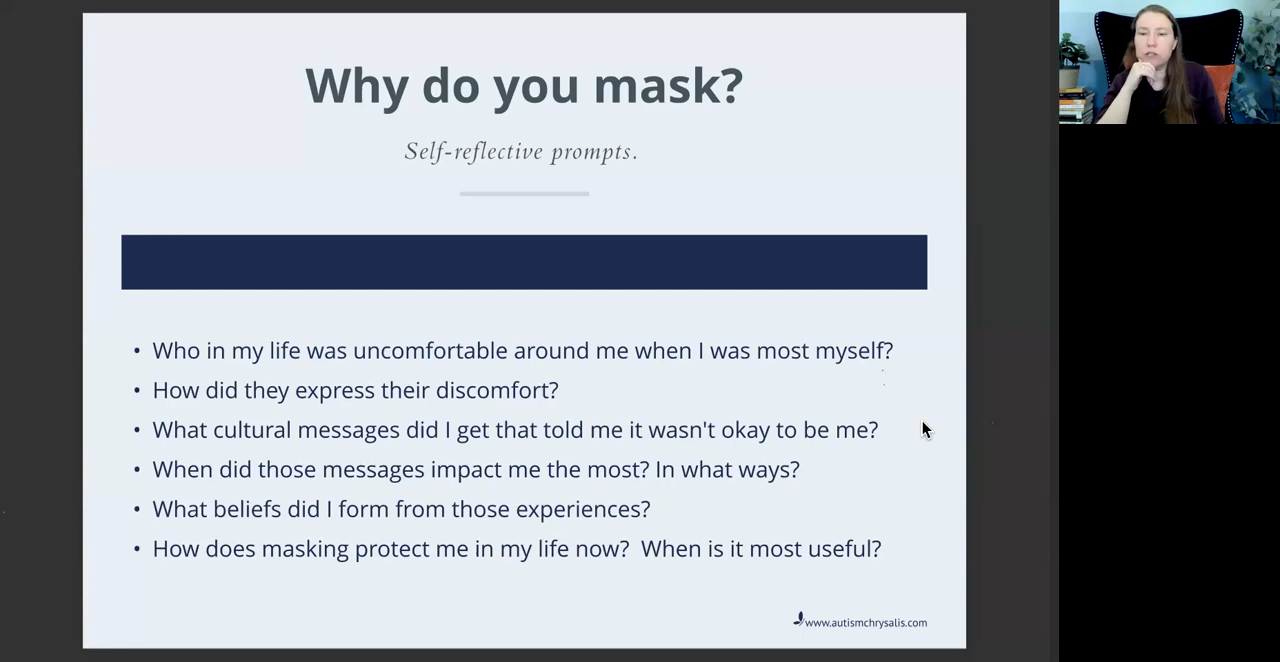 Why do you mask?
Self-reflective prompts.
• Who in my life was uncomfortable around me when I was most myself?
• How did they express their discomfort?
• What cultural messages did I get that told me it wasn't okay to be me?
• When did those messages impact me the most? In what ways?
• What beliefs did I form from those experiences?
• How does masking protect me in my life now?  When is it most useful?
www.autismchrysalis.com